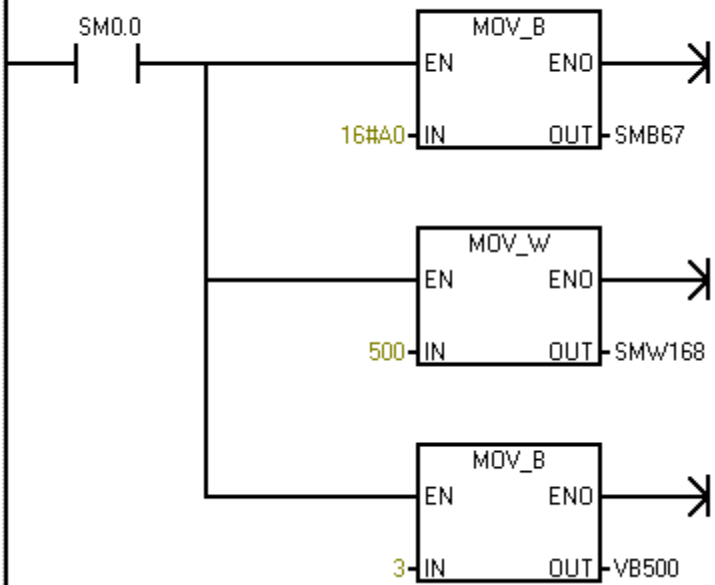 SM0.0
MOV_B
EN ENO
16#A0 IN OUT SMB67
MOV_W
EN ENO
500 IN OUT SMW168
MOV_B
EN ENO
3 IN OUT VB500